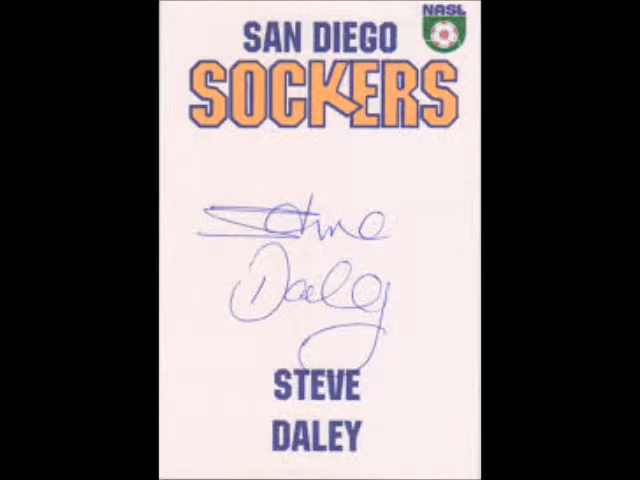 NASL
SAN DIEGO
SOCKERS
Steve
Daley
STEVE
DALEY